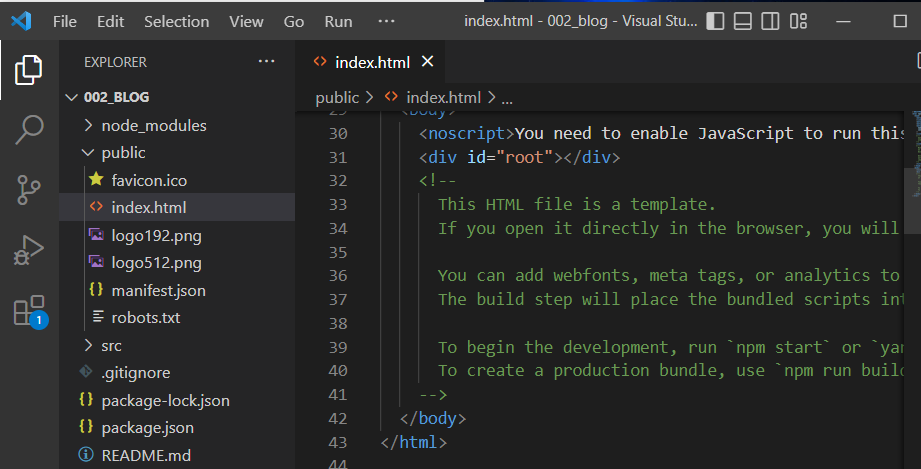 File Edit Selection View Go Run ··· index.html - 002_blog - Visual Stu...
EXPLORER ···
index.html
002_BLOG
public > index.html > ...
node_modules
public
favicon.ico
index.html
logo192.png
logo512.png
manifest.json
robots.txt
src
.gitignore
package-lock.json
package.json
README.md
1
29 <body>
30 <noscript>You need to enable JavaScript to run this
31 <div id="root"></div>
32 <!--
33 This HTML file is a template.
34 If you open it directly in the browser, you will
35
36 You can add webfonts, meta tags, or analytics to
37 The build step will place the bundled scripts int
38
39 To begin the development, run `npm start` or `yar
40 To create a production bundle, use `npm run build
41 -->
42 </body>
43 </html>